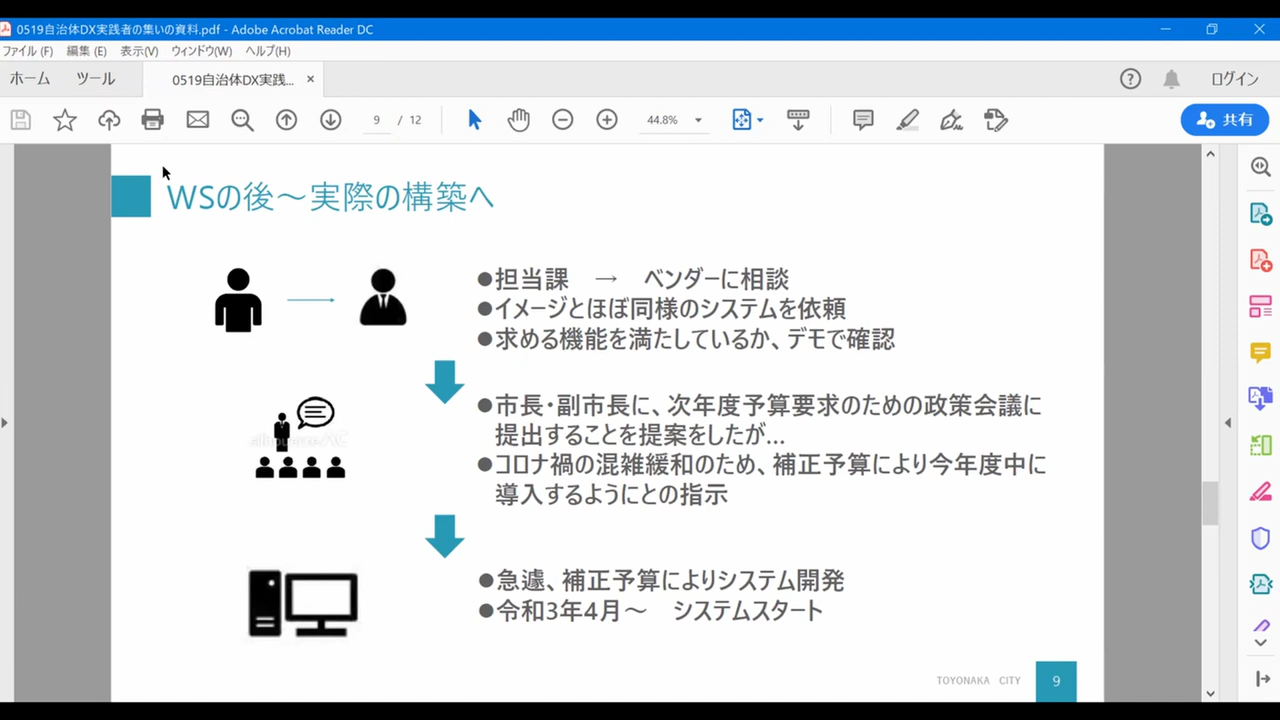 0519自治体DX実践者の集いの資料.pdf - Adobe Acrobat Reader DC
ファイル(F) 編集(E) 表示(V) ウィンドウ(W) ヘルプ(H)
ホーム ツール 0519自治体DX実践... × ログイン
9 / 12 44.8% 共有
WSの後～実際の構築へ
●担当課 → ベンダーに相談
●イメージとほぼ同様のシステムを依頼
●求める機能を満たしているか、デモで確認
●市長・副市長に、次年度予算要求のための政策会議に
提出することを提案をしたが…
●コロナ禍の混雑緩和のため、補正予算により今年度中に
導入するようにとの指示
●急遽、補正予算によりシステム開発
●令和3年4月～ システムスタート
TOYONAKA CITY 9